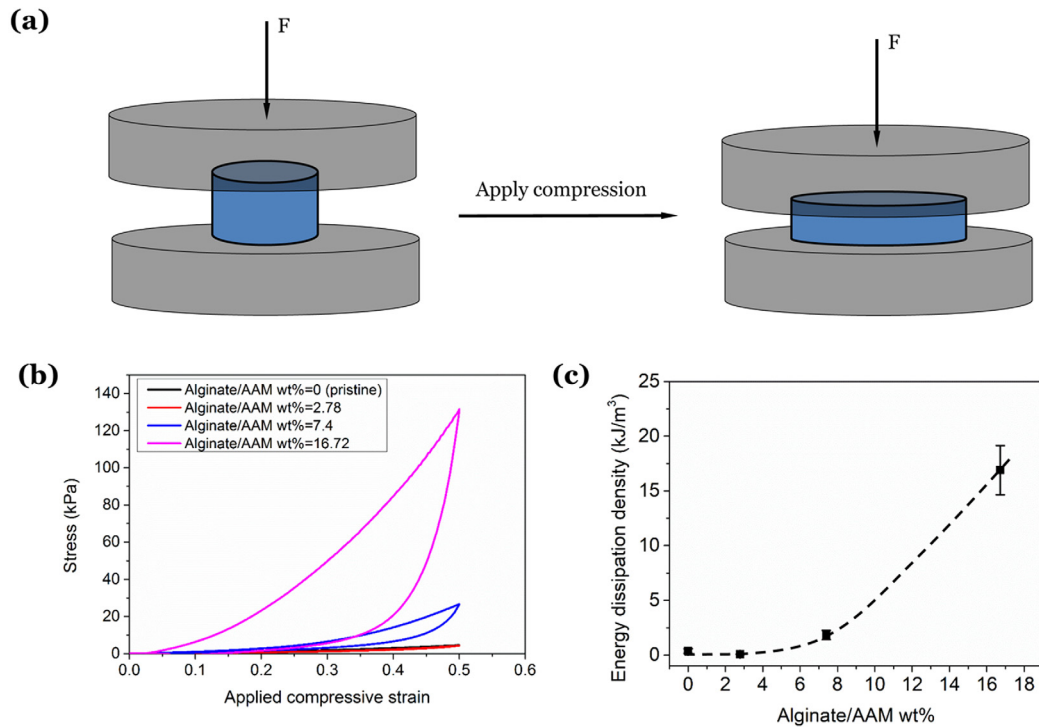 (a)
F
F
Apply compression
(b)
Alginate/AAM wt%=0 (pristine)
Alginate/AAM wt%=2.78
Alginate/AAM wt%=7.4
Alginate/AAM wt%=16.72
140
120
100
80
60
40
20
0
0.0 0.1 0.2 0.3 0.4 0.5 0.6
Stress (kPa)
Applied compressive strain
(c)
25
20
15
10
5
0
0 2 4 6 8 10 12 14 16 18
Energy dissipation density (kJ/m³)
Alginate/AAM wt%